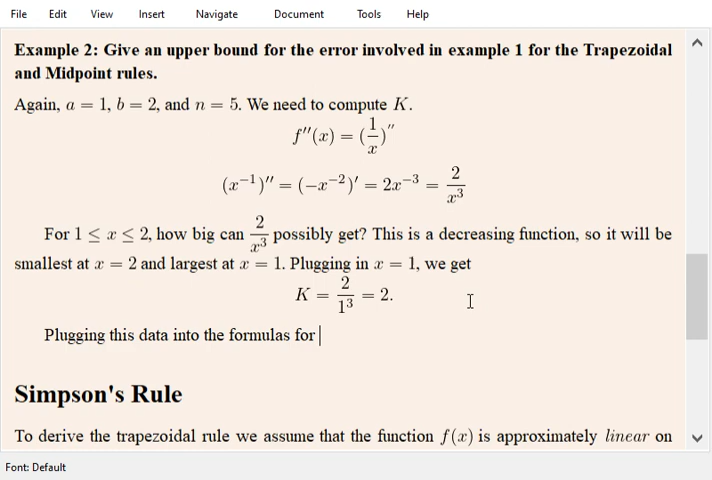 File Edit View Insert Navigate Document Tools Help
Example 2: Give an upper bound for the error involved in example 1 for the Trapezoidal
and Midpoint rules.
Again, a = 1, b = 2, and n = 5. We need to compute K.
f''(x) = (1/x)''
(x^{-1})'' = (-x^{-2})' = 2x^{-3} = 2/x^3
For 1 ≤ x ≤ 2, how big can 2/x^3 possibly get? This is a decreasing function, so it will be
smallest at x = 2 and largest at x = 1. Plugging in x = 1, we get
K = 2/1^3 = 2.
Plugging this data into the formulas for
Simpson's Rule
To derive the trapezoidal rule we assume that the function f(x) is approximately linear on
Font: Default